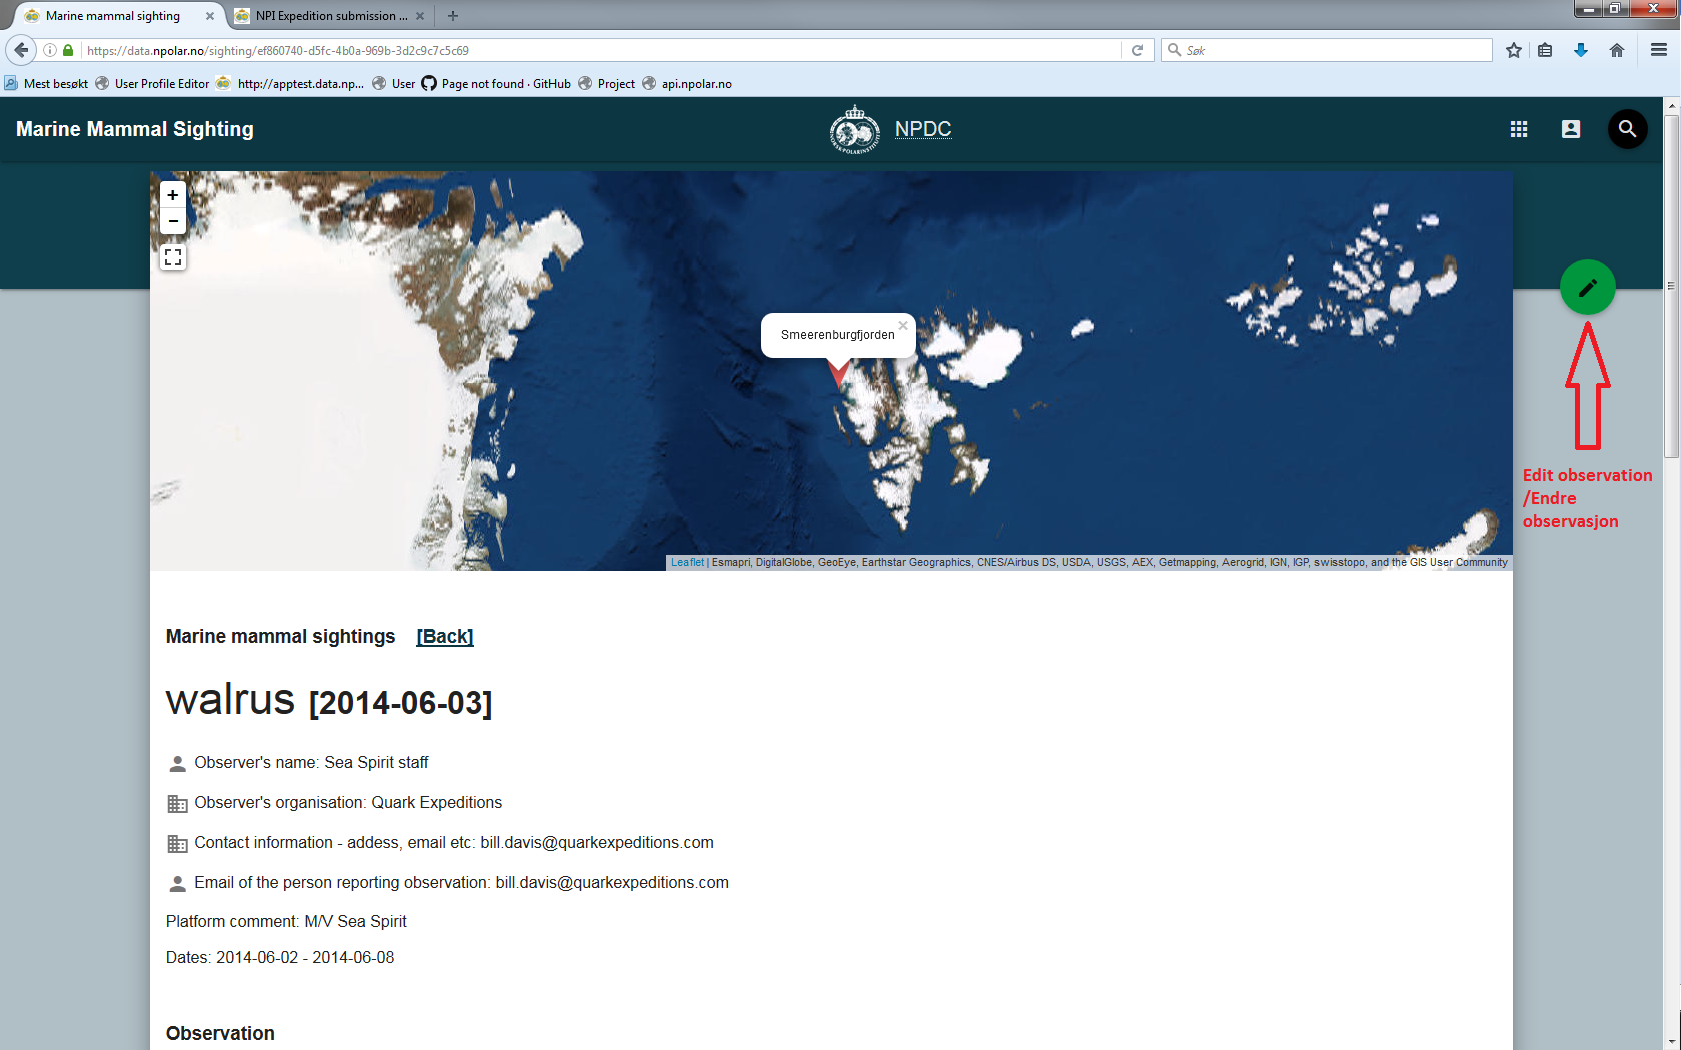 Marine mammal sighting
NPI Expedition submission ...
https://data.npolar.no/sighting/ef860740-d5fc-4b0a-969b-3d2c9c7c5c69
Søk
Mest besøkt
User Profile Editor
http://apptest.data.np...
User
Page not found · GitHub
Project
api.npolar.no
Marine Mammal Sighting
NPDC
+
−
Smeerenburgfjorden
×
Edit observation
/Endre
observasjon
Leaflet | Esmapri, DigitalGlobe, GeoEye, Earthstar Geographics, CNES/Airbus DS, USDA, USGS, AEX, Getmapping, Aerogrid, IGN, IGP, swisstopo, and the GIS User Community
Marine mammal sightings [Back]
walrus [2014-06-03]
Observer's name: Sea Spirit staff
Observer's organisation: Quark Expeditions
Contact information - addess, email etc: bill.davis@quarkexpeditions.com
Email of the person reporting observation: bill.davis@quarkexpeditions.com
Platform comment: M/V Sea Spirit
Dates: 2014-06-02 - 2014-06-08
Observation